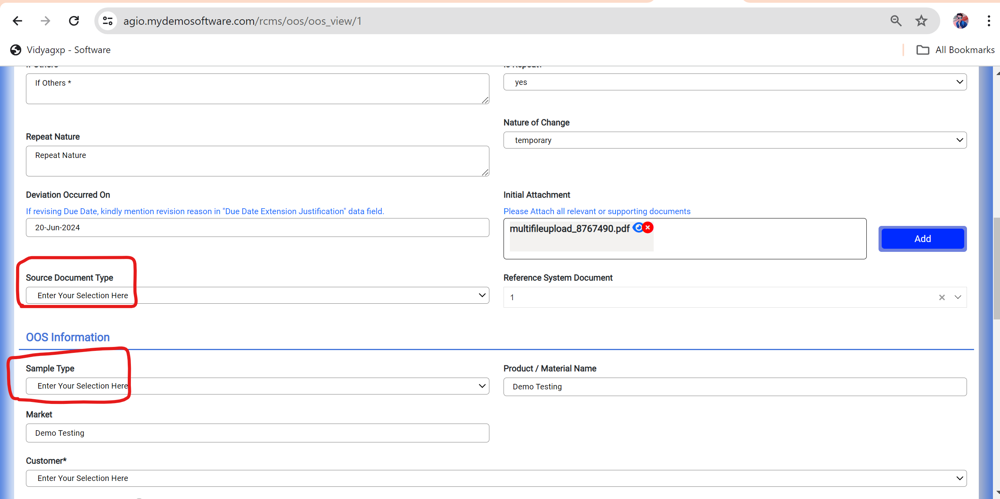 agio.mydemosoftware.com/rcms/oos/oos_view/1
Vidyagxp - Software
All Bookmarks
If Others
Is Repeat?
If Others *
yes
Nature of Change
temporary
Repeat Nature
Repeat Nature
Deviation Occurred On
Initial Attachment
If revising Due Date, kindly mention revision reason in "Due Date Extension Justification" data field.
Please Attach all relevant or supporting documents
20-Jun-2024
multifileupload_8767490.pdf
Add
Source Document Type
Reference System Document
Enter Your Selection Here
1
OOS Information
Sample Type
Product / Material Name
Enter Your Selection Here
Demo Testing
Market
Demo Testing
Customer*
Enter Your Selection Here